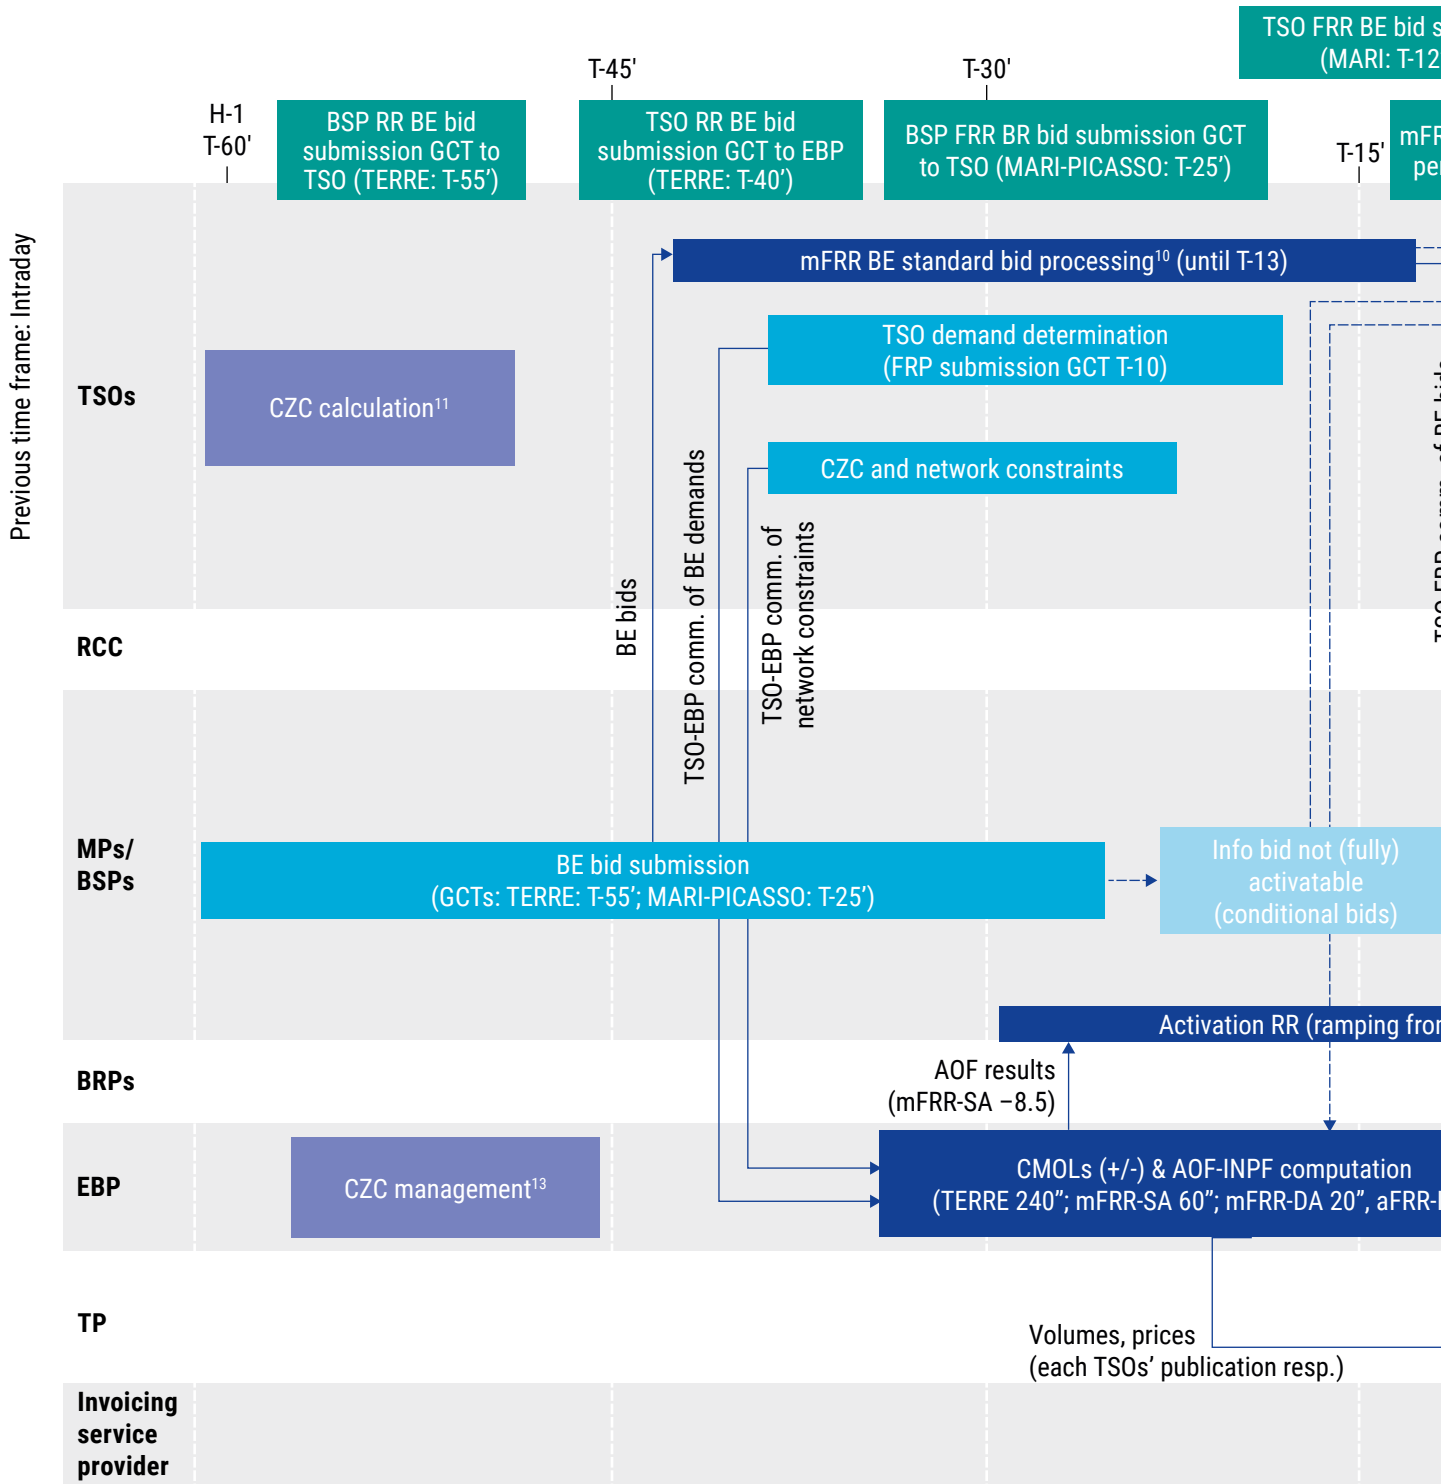 TSO FRR BE bid
(MARI: T-12
T-45'
T-30'
H-1
T-60'
BSP RR BE bid
submission GCT to
TSO (TERRE: T-55’)
TSO RR BE bid
submission GCT to EBP
(TERRE: T-40’)
BSP FRR BR bid submission GCT
to TSO (MARI-PICASSO: T-25’)
T-15'
Previous time frame: Intraday
mFRR BE standard bid processing¹⁰ (until T-13)
TSO demand determination
(FRP submission GCT T-10)
TSOs
CZC calculation¹¹
CZC and network constraints
BE bids
TSO-EBP comm. of BE demands
TSO-EBP comm. of
network constraints
RCC
MPs/
BSPs
BE bid submission
(GCTs: TERRE: T-55’; MARI-PICASSO: T-25’)
Info bid not (fully)
activatable
(conditional bids)
Activation RR (ramping
BRPs
AOF results
(mFRR-SA –8.5)
EBP
CZC management¹³
CMOLs (+/-) & AOF-INPF computation
(TERRE 240”; mFRR-SA 60”; mFRR-DA 20”,
TP
Volumes, prices
(each TSOs’ publication resp.)
Invoicing
service
provider